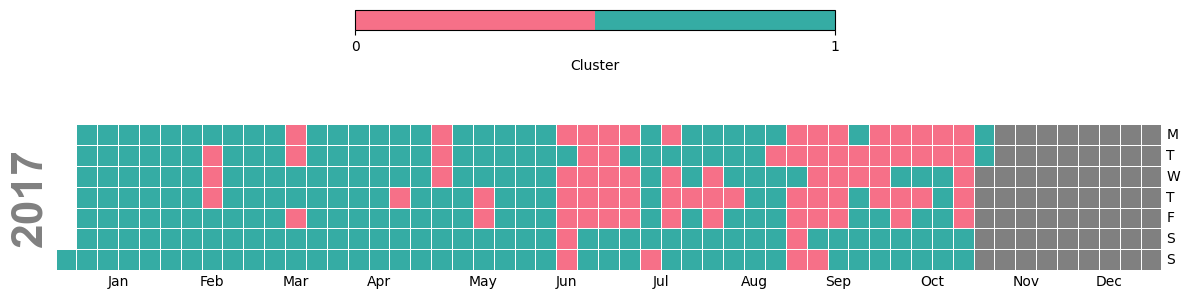 0 1
Cluster
2017
M
T
W
T
F
S
S
Jan Feb Mar Apr May Jun Jul Aug Sep Oct Nov Dec